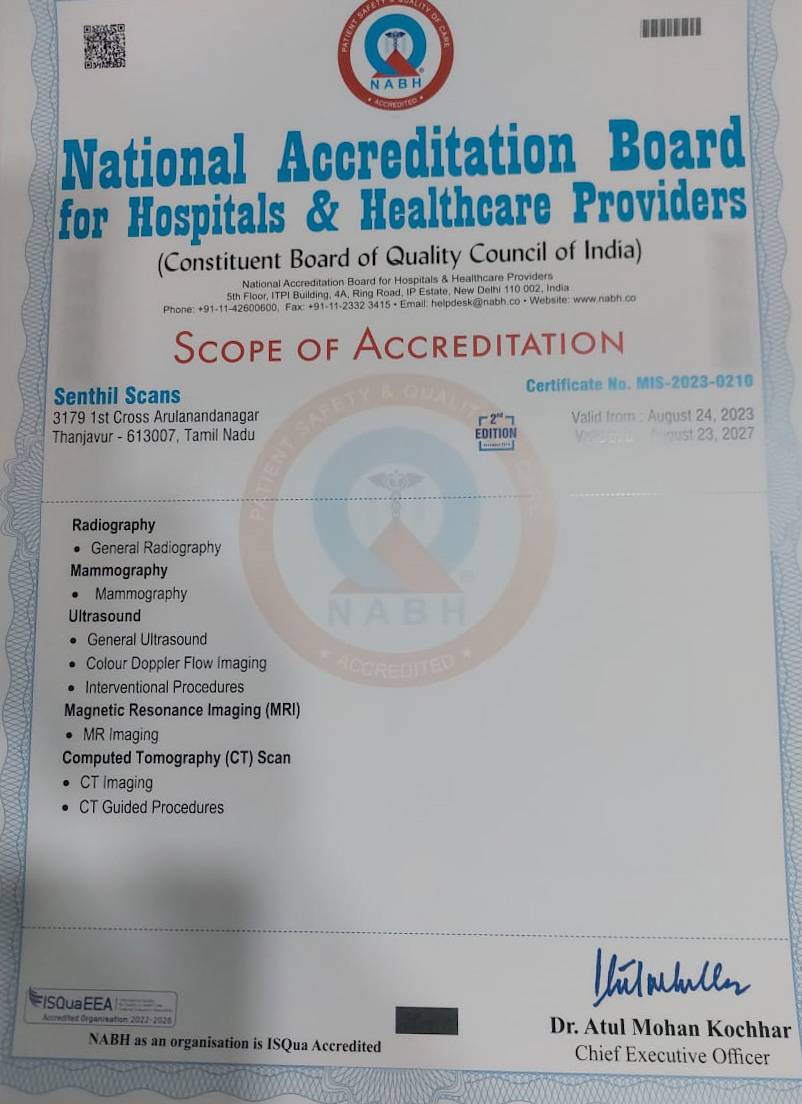 PATIENT SAFETY & QUALITY OF CARE
NABH
ACCREDITED
National Accreditation Board
for Hospitals & Healthcare Providers
(Constituent Board of Quality Council of India)
National Accreditation Board for Hospitals & Healthcare Providers
5th Floor, ITPI Building, 4A, Ring Road, IP Estate, New Delhi 110 002, India
Phone: +91-11-42600600, Fax: +91-11-2332 3415 • Email: helpdesk@nabh.co • Website: www.nabh.co
SCOPE OF ACCREDITATION
Senthil Scans
3179 1st Cross Arulanandanagar
Thanjavur - 613007, Tamil Nadu
2nd
EDITION
Certificate No. MIS-2023-0210
Valid from : August 24, 2023
August 23, 2027
PATIENT SAFETY & QUALITY CARE
NABH
ACCREDITED
Radiography
• General Radiography
Mammography
• Mammography
Ultrasound
• General Ultrasound
• Colour Doppler Flow Imaging
• Interventional Procedures
Magnetic Resonance Imaging (MRI)
• MR Imaging
Computed Tomography (CT) Scan
• CT Imaging
• CT Guided Procedures
ISQuaEEA
Accredited Organisation 2022-2026
NABH as an organisation is ISQua Accredited
Dr. Atul Mohan Kochhar
Chief Executive Officer